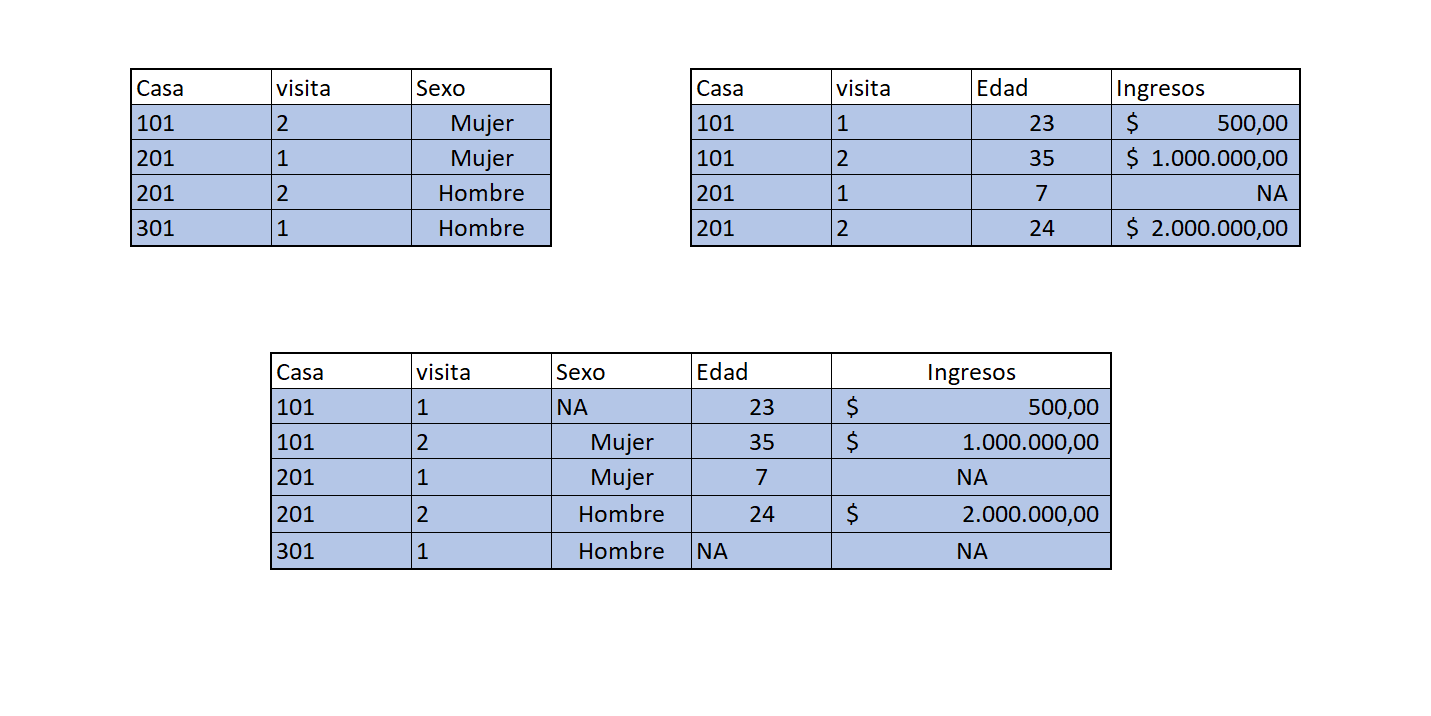 Casa visita Sexo
101 2 Mujer
201 1 Mujer
201 2 Hombre
301 1 Hombre
Casa visita Edad Ingresos
101 1 23 $ 500,00
101 2 35 $ 1.000.000,00
201 1 7 NA
201 2 24 $ 2.000.000,00
Casa visita Sexo Edad Ingresos
101 1 NA 23 $ 500,00
101 2 Mujer 35 $ 1.000.000,00
201 1 Mujer 7 NA
201 2 Hombre 24 $ 2.000.000,00
301 1 Hombre NA NA